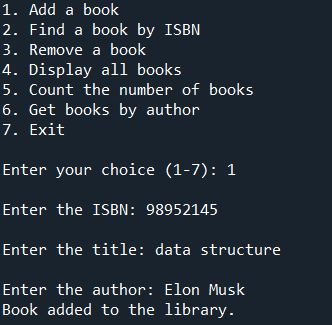 1. Add a book
2. Find a book by ISBN
3. Remove a book
4. Display all books
5. Count the number of books
6. Get books by author
7. Exit
Enter your choice (1-7): 1
Enter the ISBN: 98952145
Enter the title: data structure
Enter the author: Elon Musk
Book added to the library.